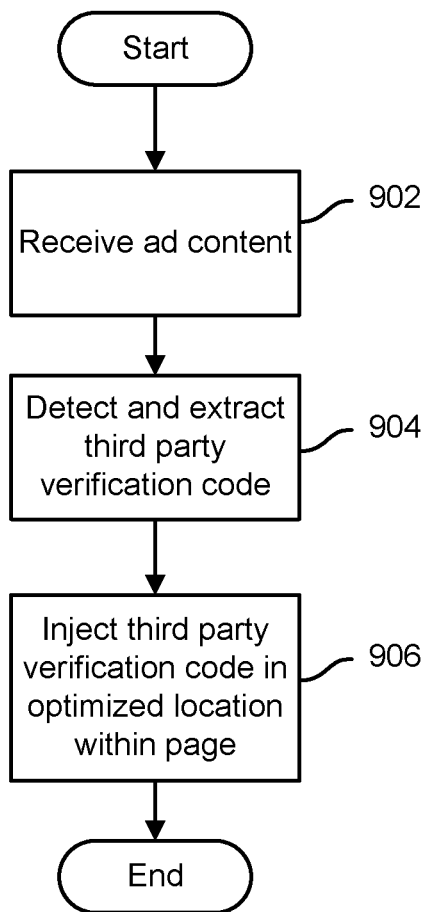 Start
902
Receive ad content
Detect and extract
third party
verification code
904
Inject third party
verification code in
optimized location
within page
906
End